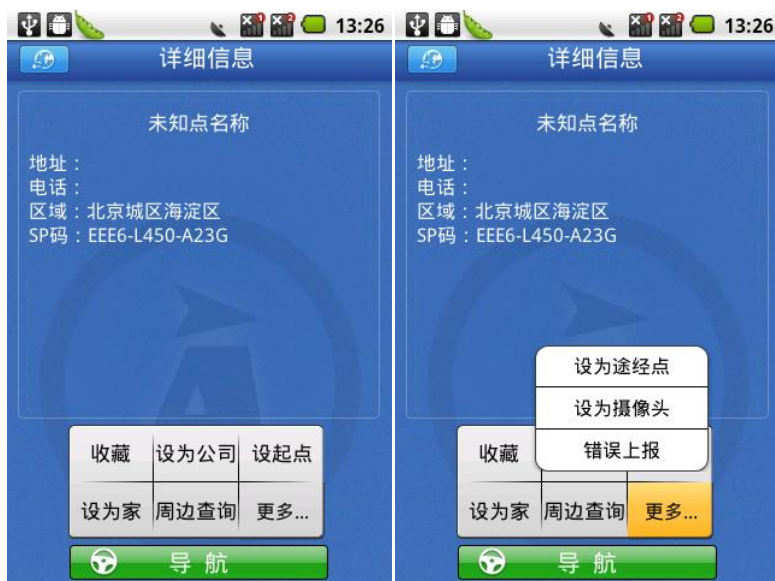 13:26
详细信息
未知点名称
地址：
电话：
区域：北京城区海淀区
SP码：EEE6-L450-A23G
收藏 设为公司 设起点
设为家 周边查询 更多...
导航
13:26
详细信息
未知点名称
地址：
电话：
区域：北京城区海淀区
SP码：EEE6-L450-A23G
设为途经点
设为摄像头
错误上报
收藏
设为家 周边查询 更多...
导航